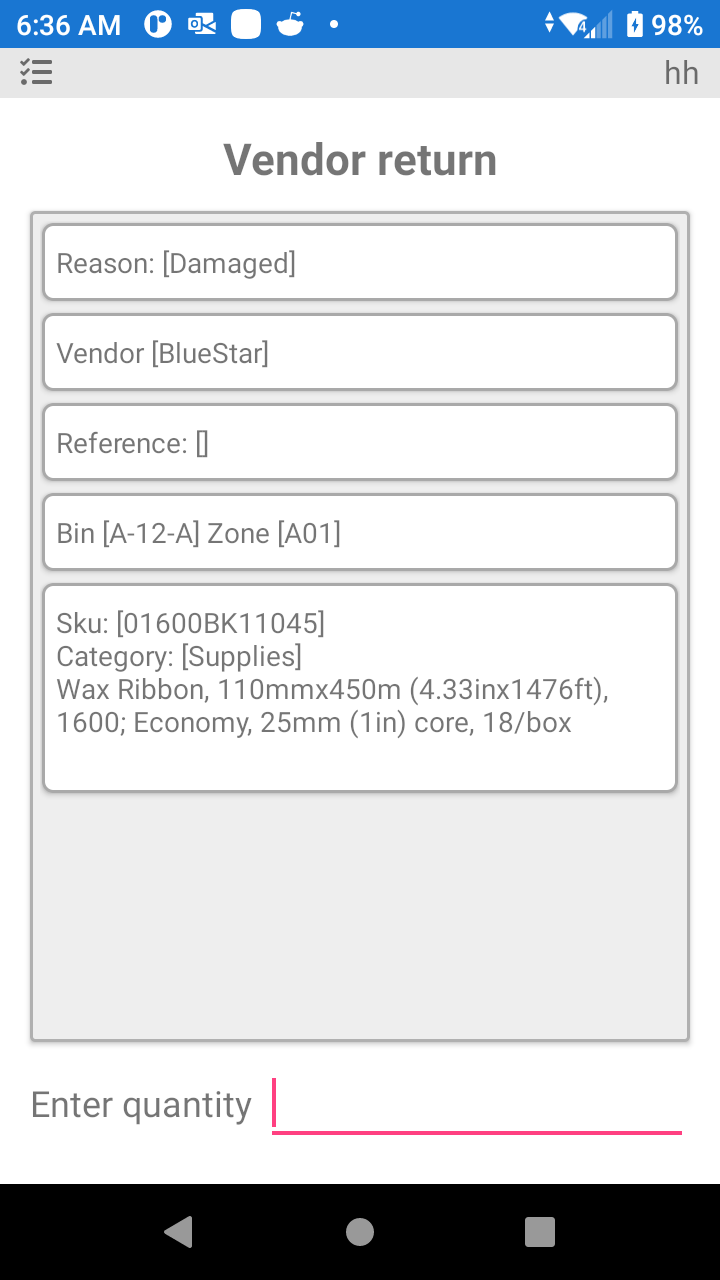 6:36 AM 98%
hh
Vendor return
Reason: [Damaged]
Vendor [BlueStar]
Reference: []
Bin [A-12-A] Zone [A01]
Sku: [01600BK11045]
Category: [Supplies]
Wax Ribbon, 110mmx450m (4.33inx1476ft),
1600; Economy, 25mm (1in) core, 18/box
Enter quantity